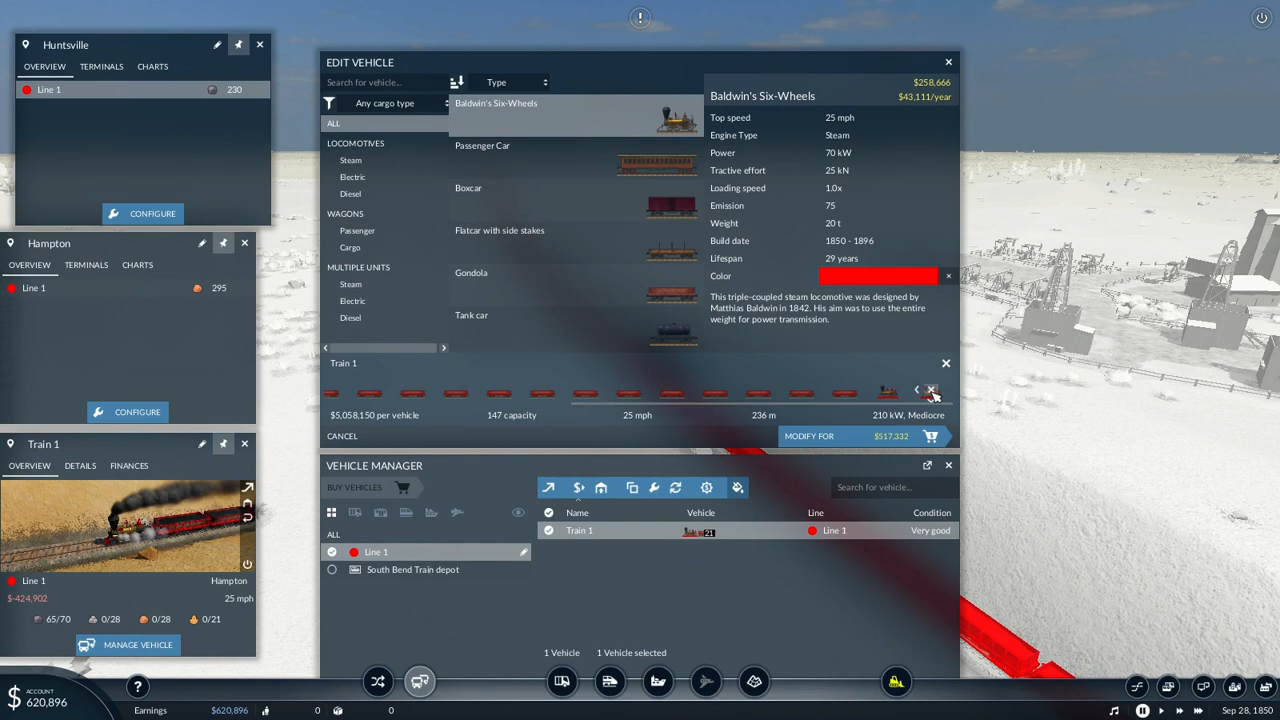 Huntsville
OVERVIEW TERMINALS CHARTS
Line 1 230
CONFIGURE
Hampton
OVERVIEW TERMINALS CHARTS
Line 1 295
CONFIGURE
Train 1
OVERVIEW DETAILS FINANCES
Line 1 Hampton
$-424,902 25 mph
65/70 0/28 0/28 0/21
MANAGE VEHICLE
EDIT VEHICLE
Search for vehicle... Type
Any cargo type
ALL
LOCOMOTIVES
Steam
Electric
Diesel
WAGONS
Passenger
Cargo
MULTIPLE UNITS
Steam
Electric
Diesel
Baldwin's Six-Wheels
Passenger Car
Boxcar
Flatcar with side stakes
Gondola
Tank car
$258,666
Baldwin's Six-Wheels $43,111/year
Top speed 25 mph
Engine Type Steam
Power 70 kW
Tractive effort 25 kN
Loading speed 1.0x
Emission 75
Weight 20 t
Build date 1850 - 1896
Lifespan 29 years
Color
This triple-coupled steam locomotive was designed by
Matthias Baldwin in 1842. His aim was to use the entire
weight for power transmission.
Train 1
$5,058,150 per vehicle 147 capacity 25 mph 236 m 210 kW, Mediocre
CANCEL MODIFY FOR $517,332
VEHICLE MANAGER
BUY VEHICLES Search for vehicle...
ALL
Line 1
South Bend Train depot
Name Vehicle Line Condition
Train 1 21 Line 1 Very good
1 Vehicle 1 Vehicle selected
$ ACCOUNT
620,896
?
Earnings $620,896 0 0 Sep 28, 1850